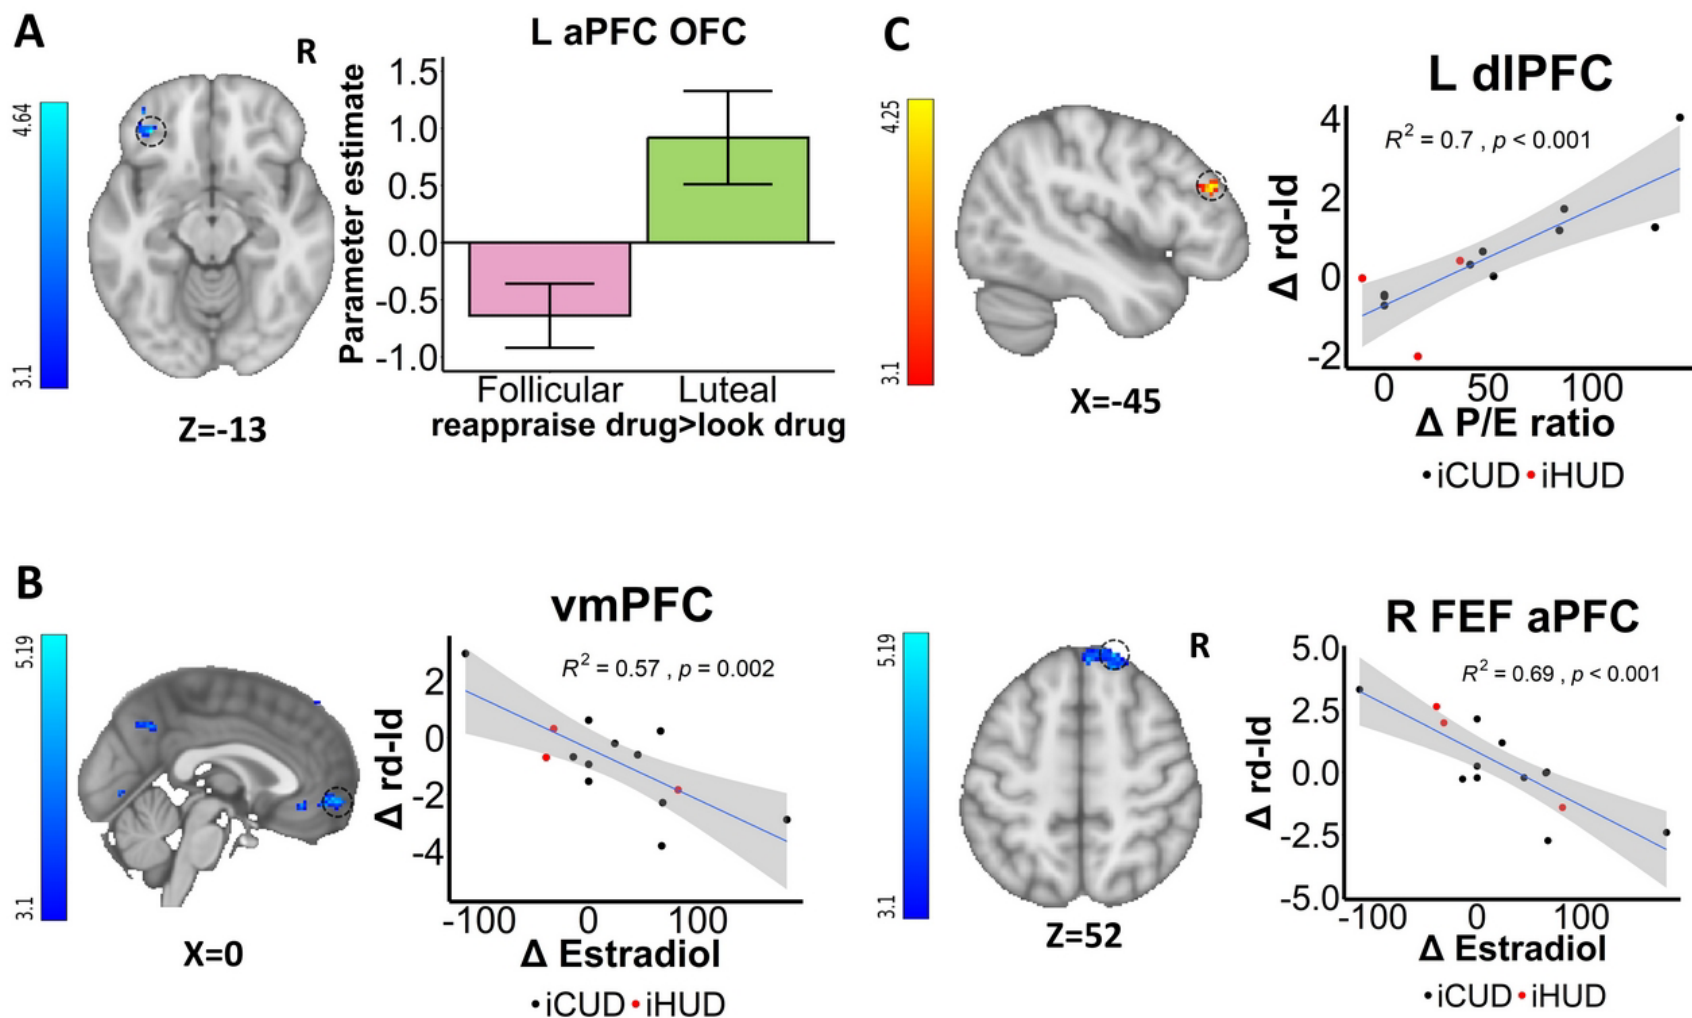 A
R
L aPFC OFC
4.64
3.1
Z=-13
Parameter estimate
1.5
1.0
0.5
0.0
-0.5
-1.0
Follicular Luteal
reappraise drug>look drug
C
4.25
3.1
X=-45
L dlPFC
R² = 0.7 , p < 0.001
Δ rd-ld
4
2
0
-2
0 50 100
Δ P/E ratio
iCUD iHUD
B
5.19
3.1
X=0
vmPFC
R² = 0.57 , p = 0.002
Δ rd-ld
2
0
-2
-4
-100 0 100
Δ Estradiol
iCUD iHUD
5.19
3.1
R
Z=52
R FEF aPFC
R² = 0.69 , p < 0.001
Δ rd-ld
5.0
2.5
0.0
-2.5
-5.0
-100 0 100
Δ Estradiol
iCUD iHUD